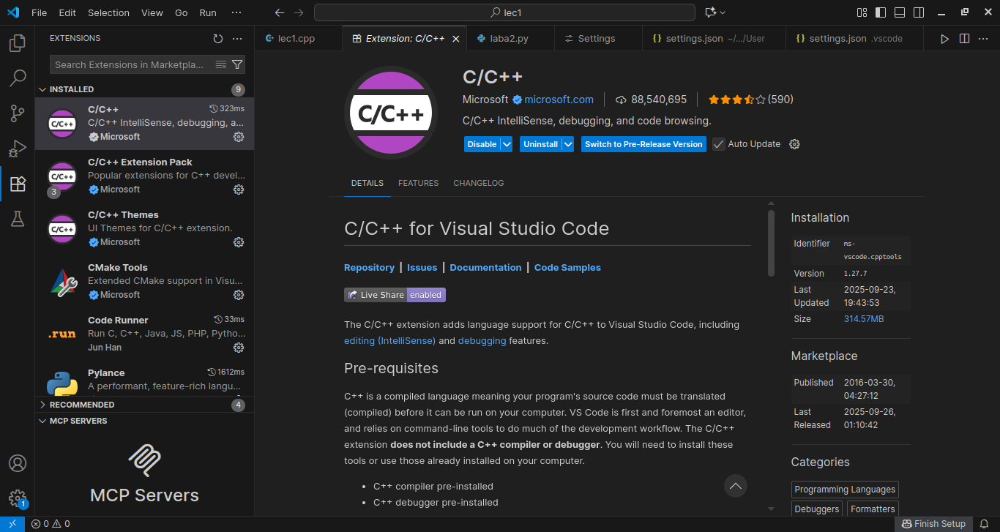 File Edit Selection View Go Run ···
lec1
EXTENSIONS
Search Extensions in Marketpla...
INSTALLED 9
C/C++ 323ms
C/C++ IntelliSense, debugging, a...
Microsoft
C/C++ Extension Pack
Popular extensions for C++ devel...
Microsoft
3
C/C++ Themes
UI Themes for C/C++ extension.
Microsoft
CMake Tools
Extended CMake support in Visu...
Microsoft
Code Runner 33ms
Run C, C++, Java, JS, PHP, Pytho...
Jun Han
.run
Pylance 1612ms
A performant, feature-rich langu...
RECOMMENDED 4
MCP SERVERS
MCP Servers
lec1.cpp Extension: C/C++ laba2.py Settings settings.json ~/.../User settings.json .vscode
C/C++
C/C++
Microsoft microsoft.com 88,540,695 (590)
C/C++ IntelliSense, debugging, and code browsing.
Disable Uninstall Switch to Pre-Release Version Auto Update
DETAILS FEATURES CHANGELOG
C/C++ for Visual Studio Code
Repository | Issues | Documentation | Code Samples
Live Share enabled
The C/C++ extension adds language support for C/C++ to Visual Studio Code, including
editing (IntelliSense) and debugging features.
Pre-requisites
C++ is a compiled language meaning your program's source code must be translated
(compiled) before it can be run on your computer. VS Code is first and foremost an editor,
and relies on command-line tools to do much of the development workflow. The C/C++
extension does not include a C++ compiler or debugger. You will need to install these
tools or use those already installed on your computer.
• C++ compiler pre-installed
• C++ debugger pre-installed
Installation
Identifier ms-
vscode.cpptools
Version 1.27.7
Last 2025-09-23,
Updated 19:43:53
Size 314.57MB
Marketplace
Published 2016-03-30,
04:27:12
Last 2025-09-26,
Released 01:10:42
Categories
Programming Languages
Debuggers Formatters
1
0 0
Finish Setup